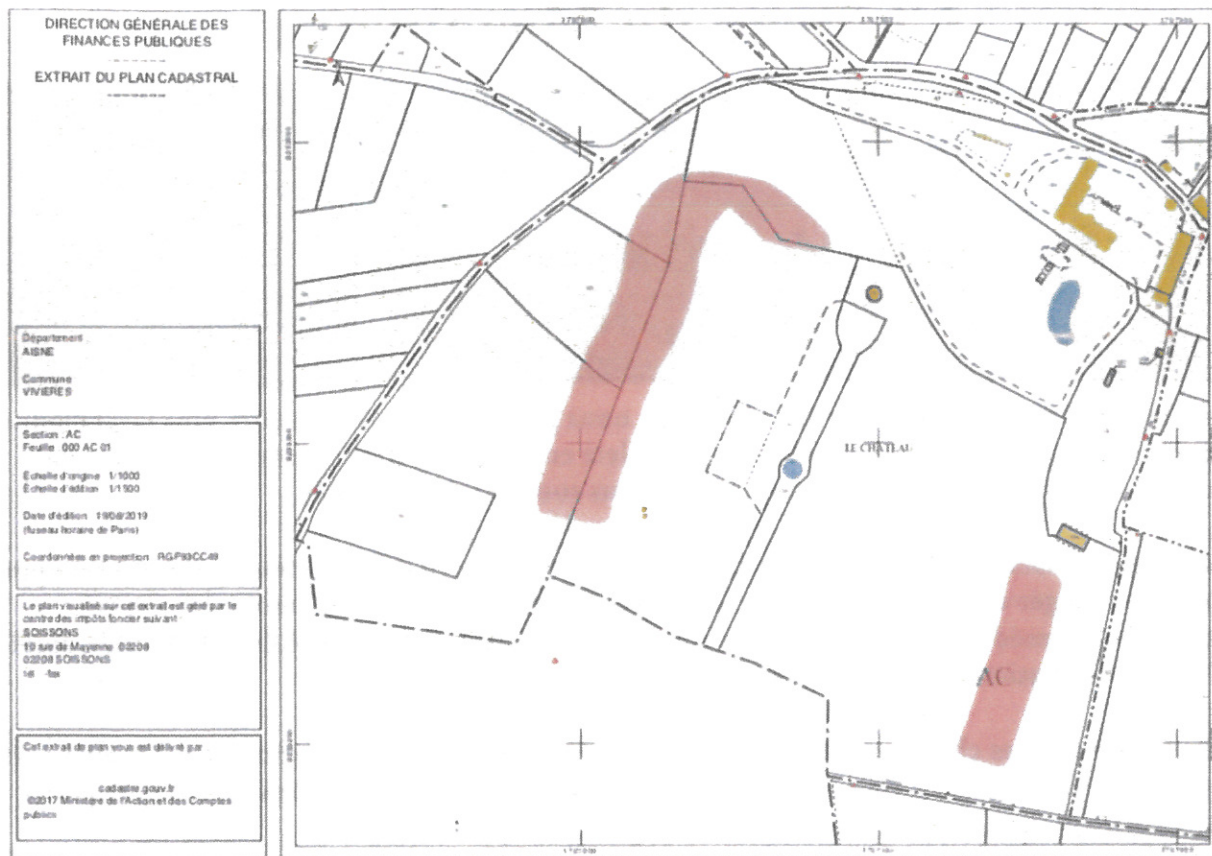 DIRECTION GÉNÉRALE DES
FINANCES PUBLIQUES
EXTRAIT DU PLAN CADASTRAL
Département
AISNE
Commune
VIVIERES
Section : AC
Feuille : 000 AC 01
Échelle d'origine : 1/1000
Échelle d'édition : 1/1500
Date d'édition : 19/08/2019
(fuseau horaire de Paris)
Coordonnées en projection : RGF93CC49
Le plan visualisé sur cet extrait est géré par le
centre des impôts foncier suivant :
SOISSONS
19 rue de Mayenne 02208
02208 SOISSONS
tél. -fax
Cet extrait de plan vous est délivré par
cadastre.gouv.fr
©2017 Ministère de l'Action et des Comptes
publics
LE CHATEAU
AC